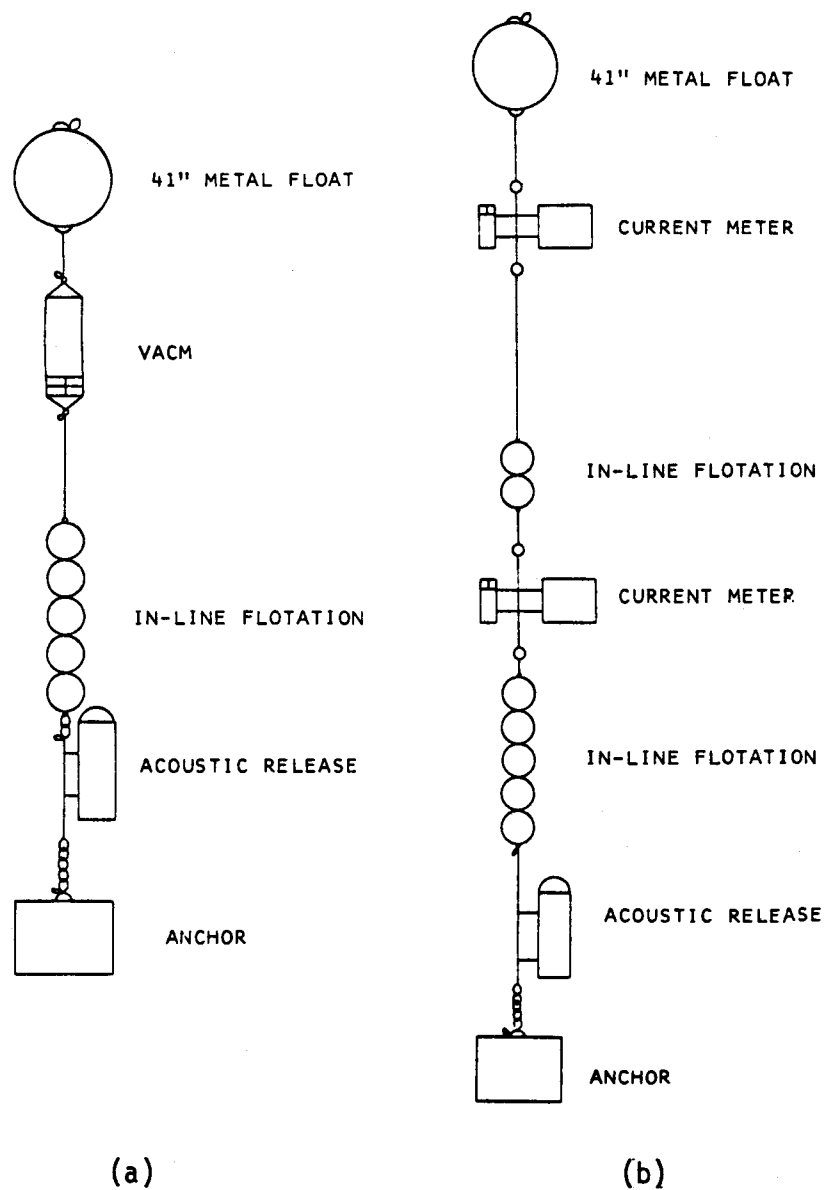 41" METAL FLOAT
VACM
IN-LINE FLOTATION
ACOUSTIC RELEASE
ANCHOR
(a)
41" METAL FLOAT
CURRENT METER
IN-LINE FLOTATION
CURRENT METER
IN-LINE FLOTATION
ACOUSTIC RELEASE
ANCHOR
(b)